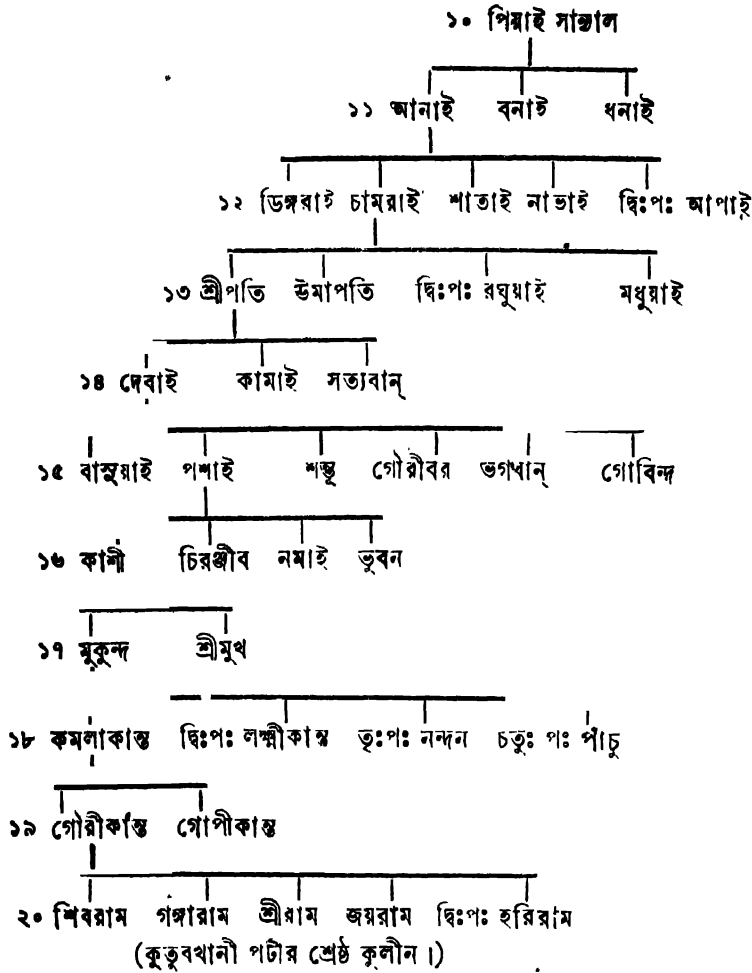 ১০ পিয়াই সান্ন্যাল
১১ আনাই বনাই ধনাই
১২ ডিঙ্গরাই চামরাই শাতাই নাভাই দ্বিঃপঃ আপাই
১৩ শ্রীপতি উমাপতি দ্বিঃপঃ রঘুয়াই মধুয়াই
১৪ দেবাই কামাই সত্যবান্
১৫ বাসুয়াই পশাই শম্ভূ গৌরীবর ভগবান্ গোবিন্দ
১৬ কাশী চিরঞ্জীব নমাই ভুবন
১৭ মুকুন্দ শ্রীমুখ
১৮ কমলাকান্ত দ্বিঃপঃ লক্ষ্মীকান্ত তৃঃপঃ নন্দন চতুঃ পঃ পাঁচু
১৯ গৌরীকান্ত গোপীকান্ত
২০ শিবরাম গঙ্গারাম শ্রীরাম জয়রাম দ্বিঃপঃ হরিরাম
(কুতুবখানী পটীর শ্রেষ্ঠ কুলীন।)